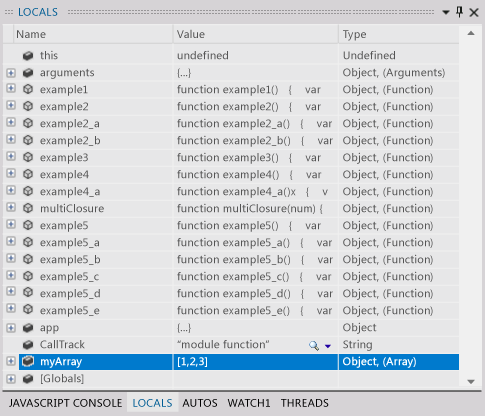 LOCALS
Name Value Type
this undefined Undefined
arguments {...} Object, (Arguments)
example1 function example1() { var Object, (Function)
example2 function example2() { var Object, (Function)
example2_a function example2_a() { var Object, (Function)
example2_b function example2_b() { var Object, (Function)
example3 function example3() { var Object, (Function)
example4 function example4() { var Object, (Function)
example4_a function example4_a()x { v Object, (Function)
multiClosure function multiClosure(num) { Object, (Function)
example5 function example5() { var Object, (Function)
example5_a function example5_a() { var Object, (Function)
example5_b function example5_b() { var Object, (Function)
example5_c function example5_c() { var Object, (Function)
example5_d function example5_d() { var Object, (Function)
example5_e function example5_e() { var Object, (Function)
app {...} Object
CallTrack "module function" String
myArray [1,2,3] Object, (Array)
[Globals]
JAVASCRIPT CONSOLE LOCALS AUTOS WATCH1 THREADS